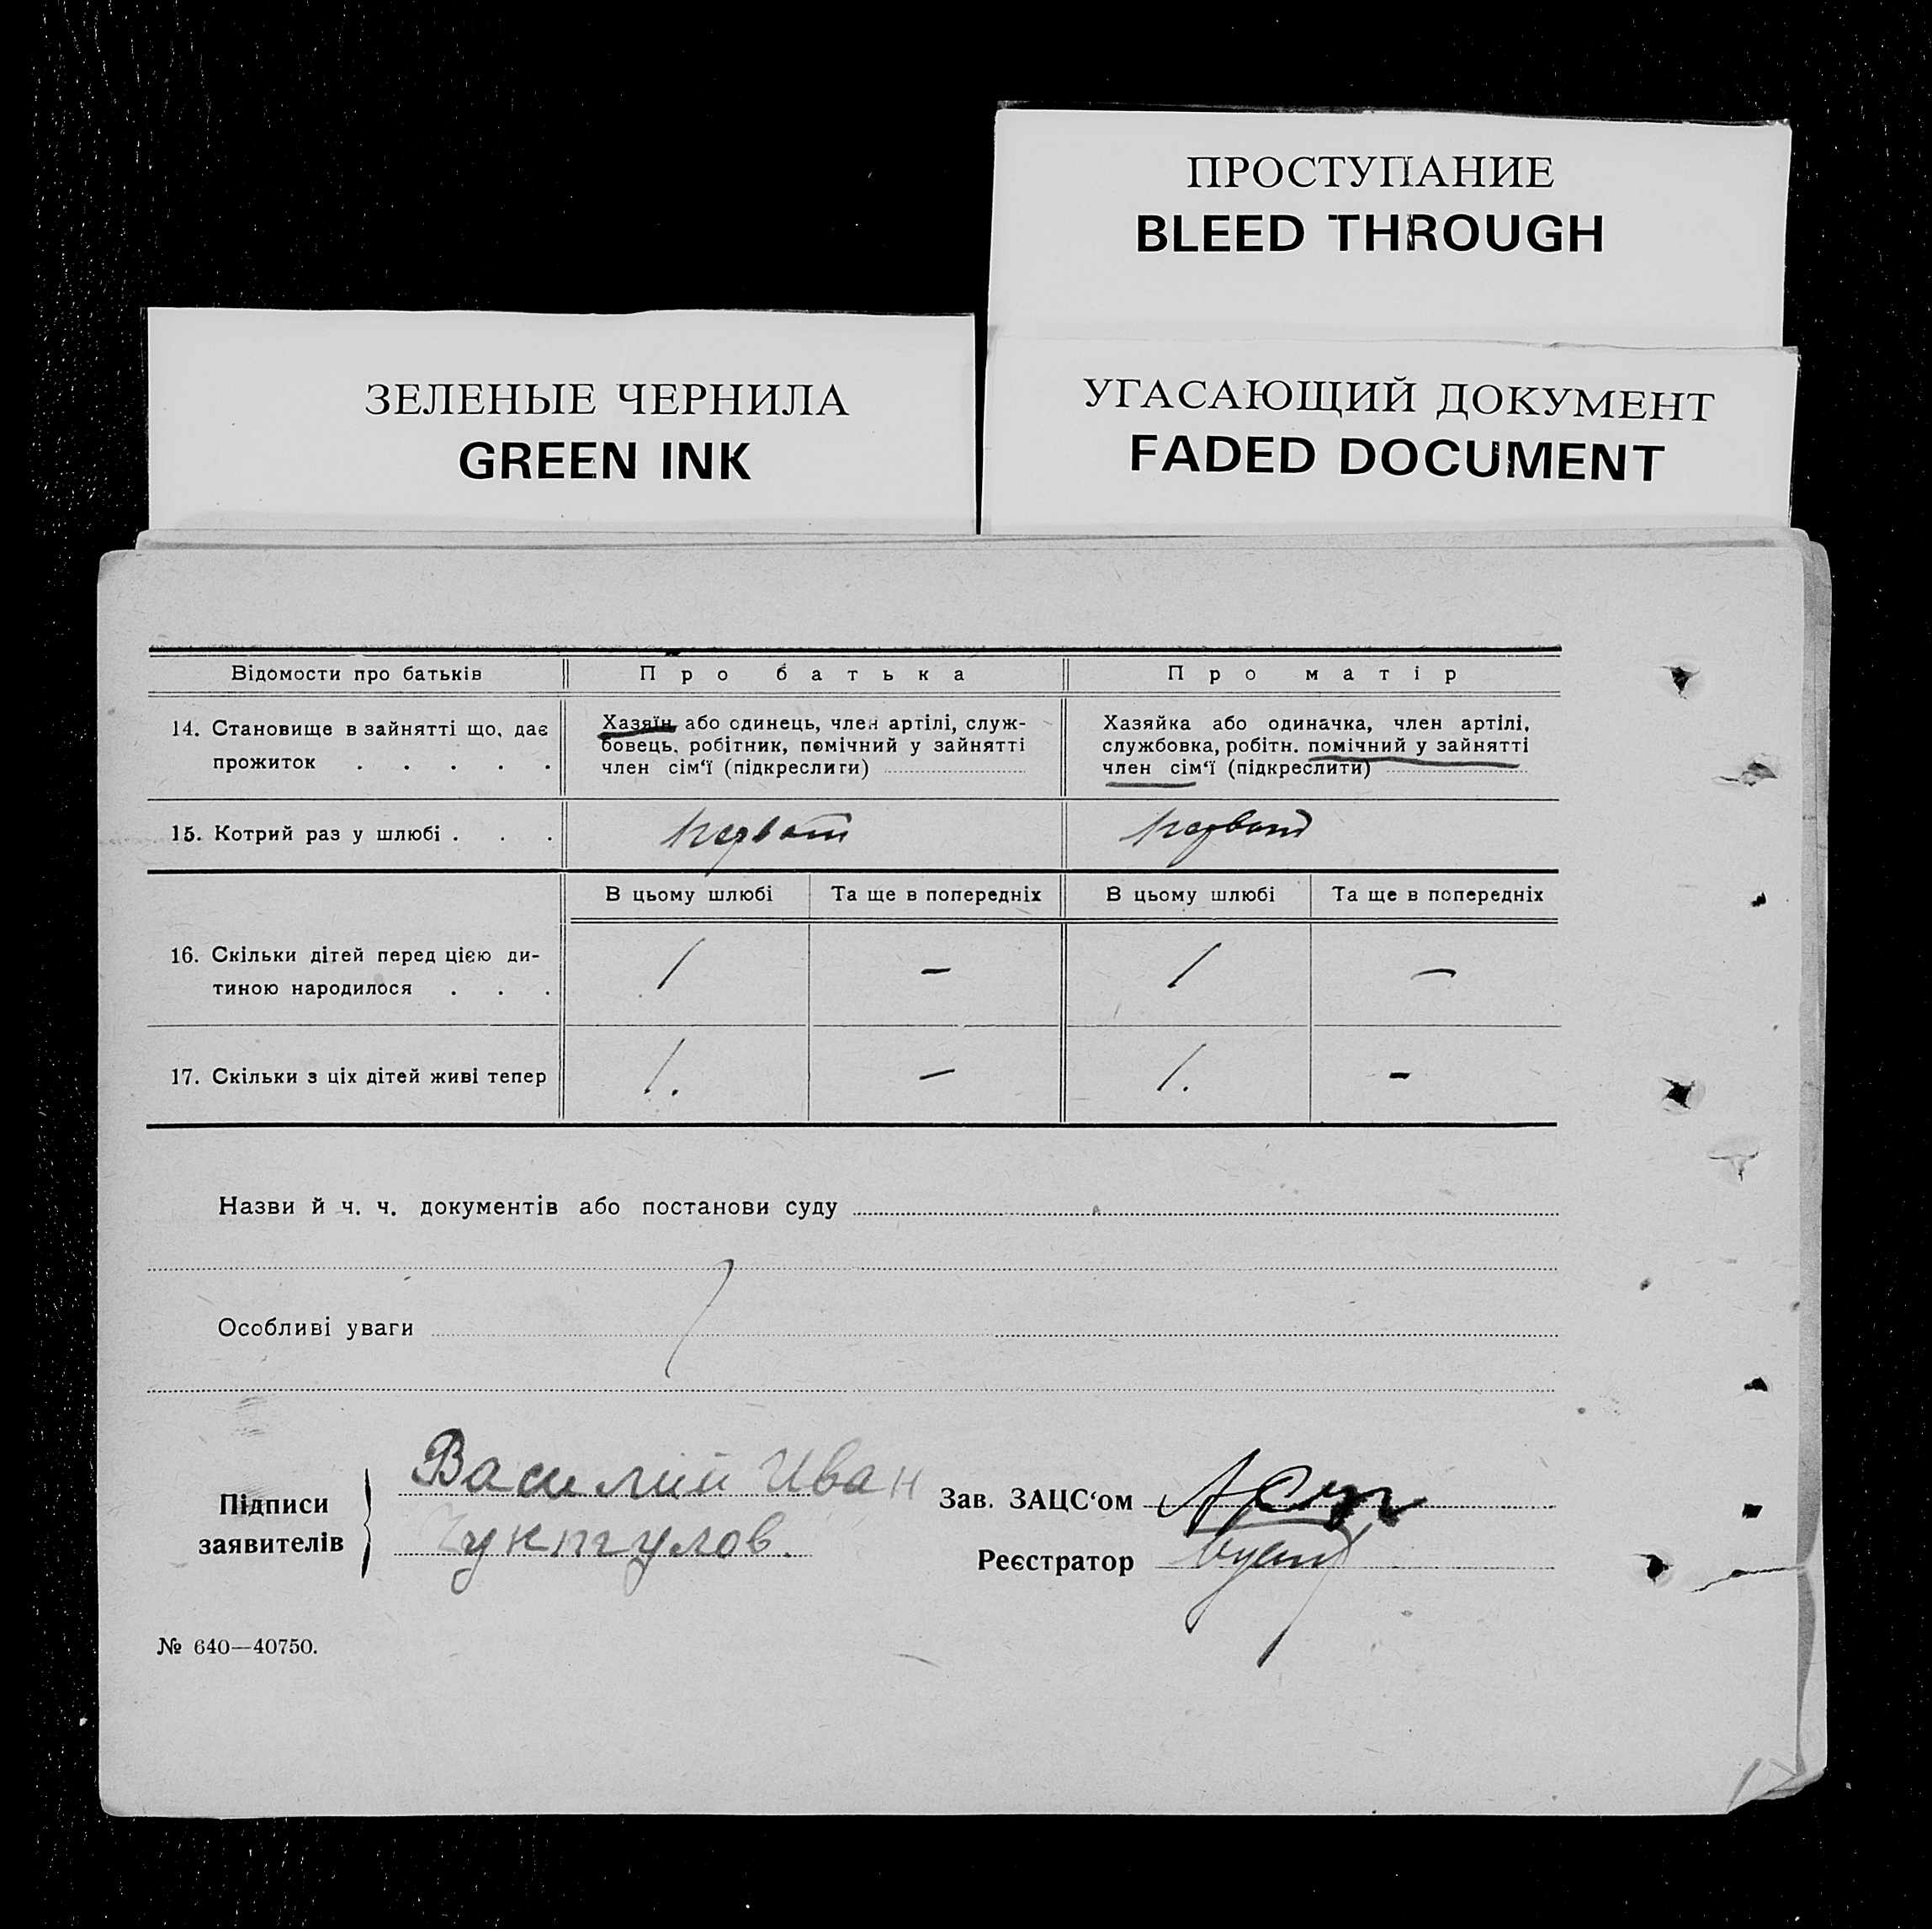 ПРОСТУПАНИЕ
BLEED THROUGH
ЗЕЛЕНЫЕ ЧЕРНИЛА
GREEN INK
УГАСАЮЩИЙ ДОКУМЕНТ
FADED DOCUMENT
Відомости про батьків
Про батька
Про матір
14. Становище в зайнятті що, дає
прожиток . . . . .
Хазяїн або одинець, член артілі, служ-
бовець, робітник, помічний у зайнятті
член сім‘ї (підкреслити)
Хазяйка або одиначка, член артілі,
службовка, робітн. помічний у зайнятті
член сім‘ї (підкреслити)
15. Котрий раз у шлюбі . . .
В цьому шлюбі
Та ще в попередніх
В цьому шлюбі
Та ще в попередніх
16. Скільки дітей перед цією ди-
тиною народилося . . .
1
–
1
–
17. Скільки з ціх дітей живі тепер
1.
–
1.
–
Назви й ч. ч. документів або постанови суду
Особливі уваги
Підписи
заявителів
Василий Иван
Зав. ЗАЦС‘ом
Реєстратор
№ 640—40750.